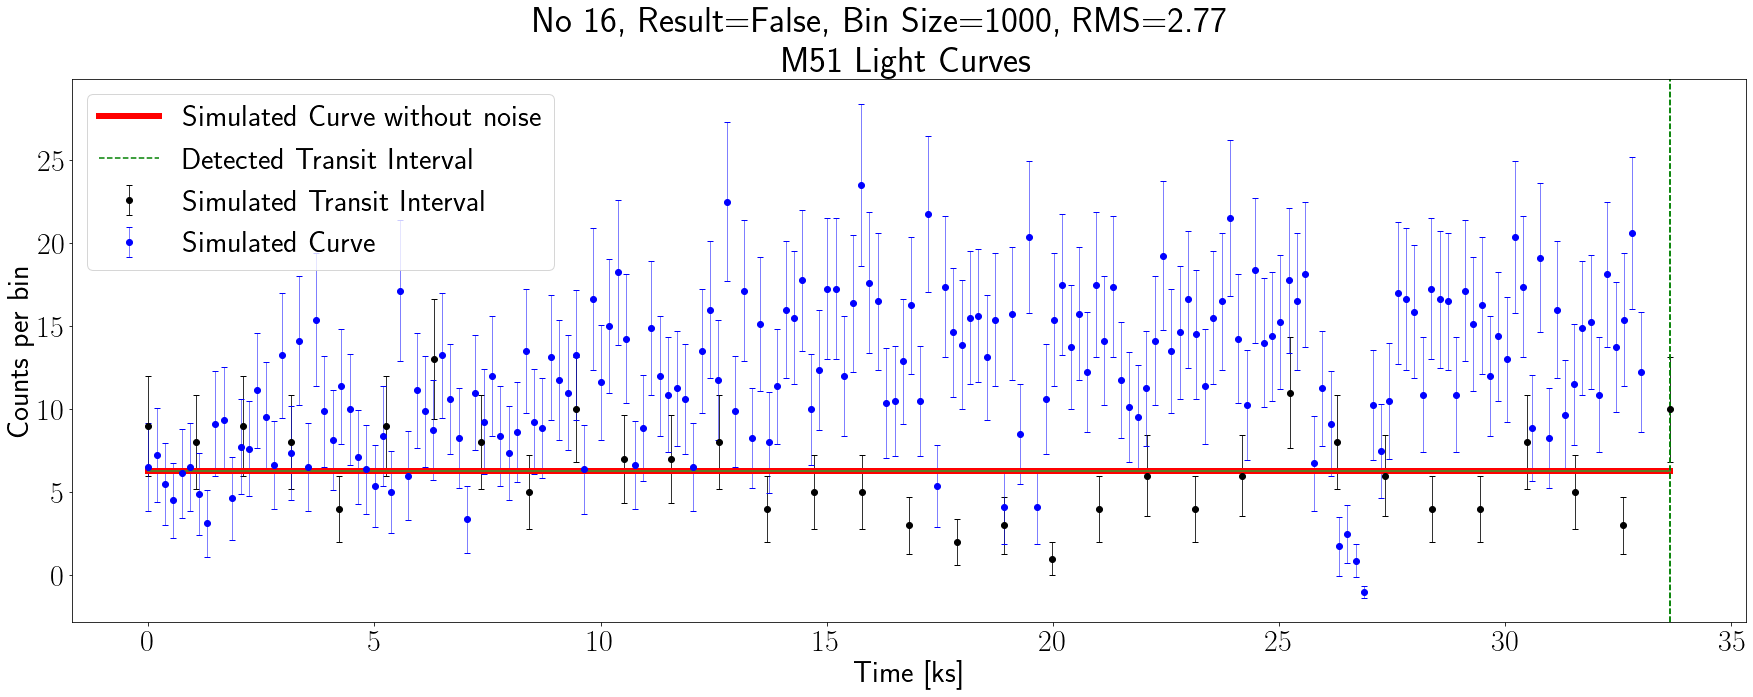 No 16, Result=False, Bin Size=1000, RMS=2.77
M51 Light Curves
Simulated Curve without noise
Detected Transit Interval
Simulated Transit Interval
Simulated Curve
Counts per bin
25
20
15
10
5
0
0 5 10 15 20 25 30 35
Time [ks]